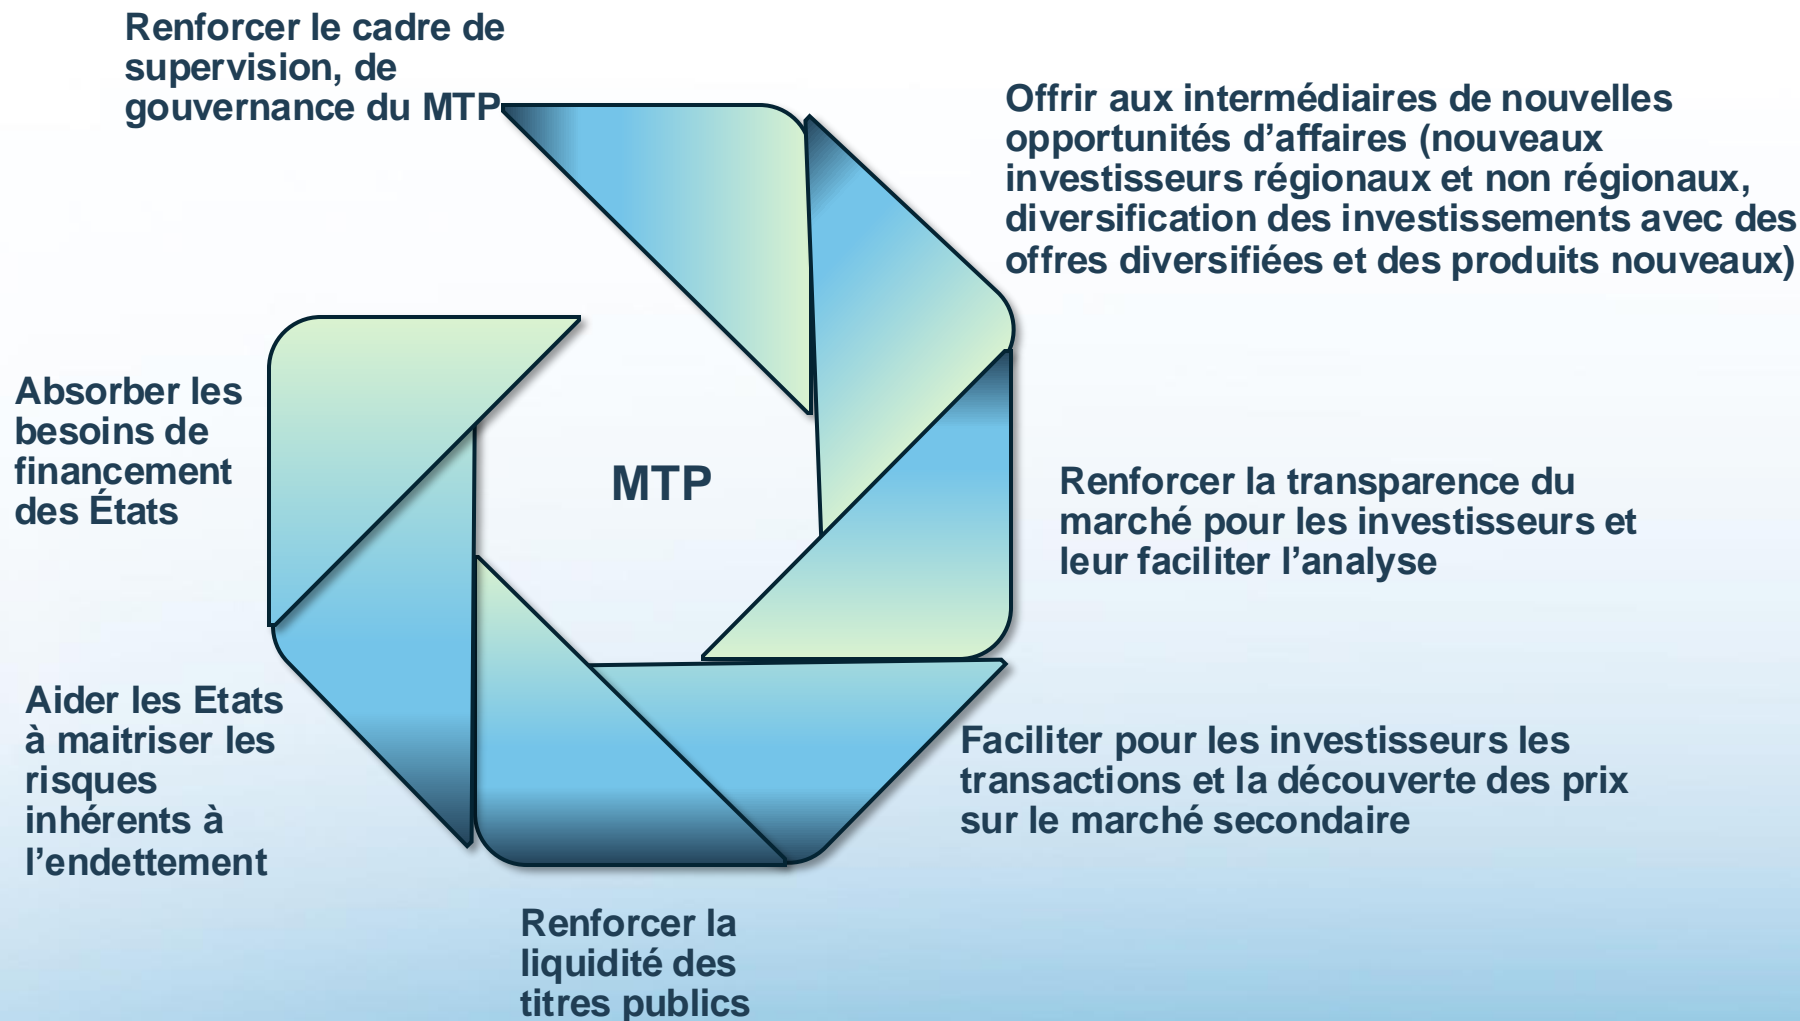 Renforcer le cadre de
supervision, de
gouvernance du MTP
Offrir aux intermédiaires de nouvelles
opportunités d’affaires (nouveaux
investisseurs régionaux et non régionaux,
diversification des investissements avec des
offres diversifiées et des produits nouveaux)
Absorber les
besoins de
financement
des États
MTP
Renforcer la transparence du
marché pour les investisseurs et
leur faciliter l’analyse
Aider les Etats
à maitriser les
risques
inhérents à
l’endettement
Faciliter pour les investisseurs les
transactions et la découverte des prix
sur le marché secondaire
Renforcer la
liquidité des
titres publics